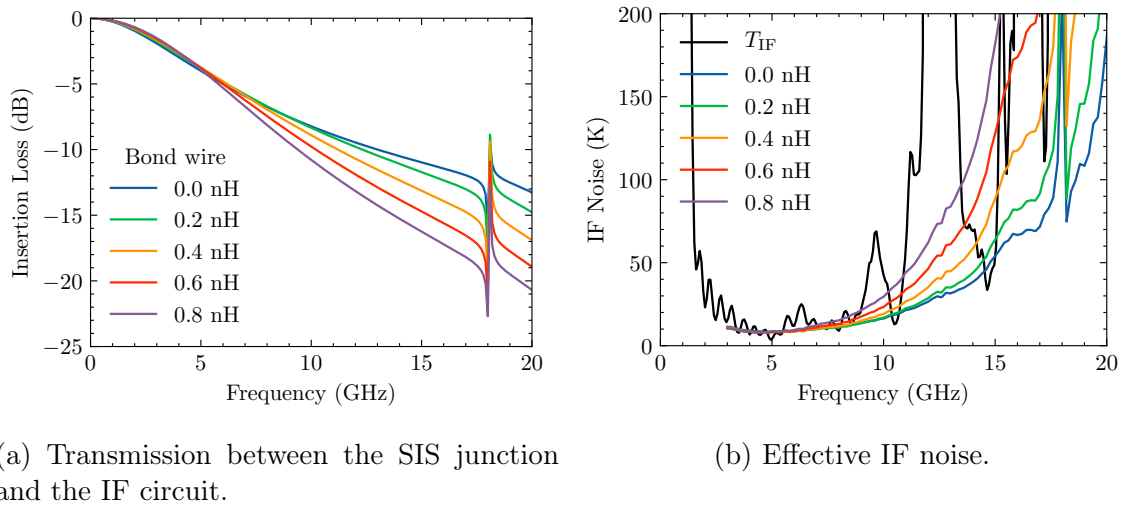 0
−5
−10
−15
−20
−25
Insertion Loss (dB)
Bond wire
0.0 nH
0.2 nH
0.4 nH
0.6 nH
0.8 nH
0 5 10 15 20
Frequency (GHz)
200
150
100
50
0
IF Noise (K)
T_IF
0.0 nH
0.2 nH
0.4 nH
0.6 nH
0.8 nH
0 5 10 15 20
Frequency (GHz)
(a) Transmission between the SIS junction
and the IF circuit.
(b) Effective IF noise.